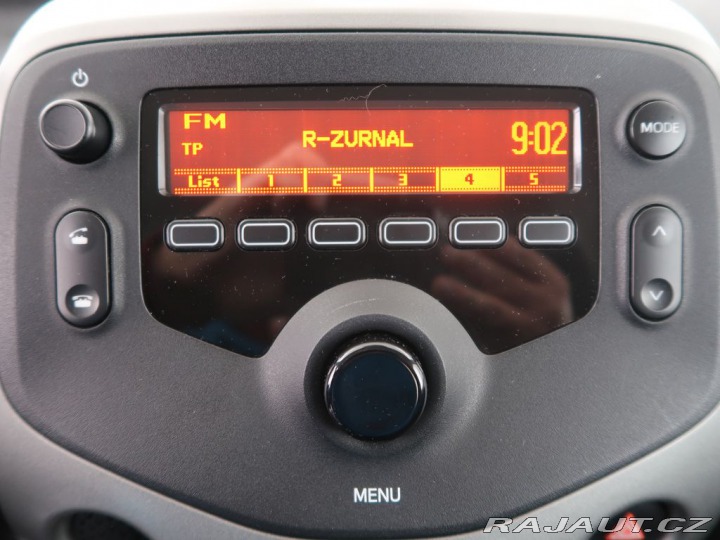 FM
R-ZURNAL
9:02
MODE
TP
List 1 2 3 4 5
MENU
RAJAUT.CZ